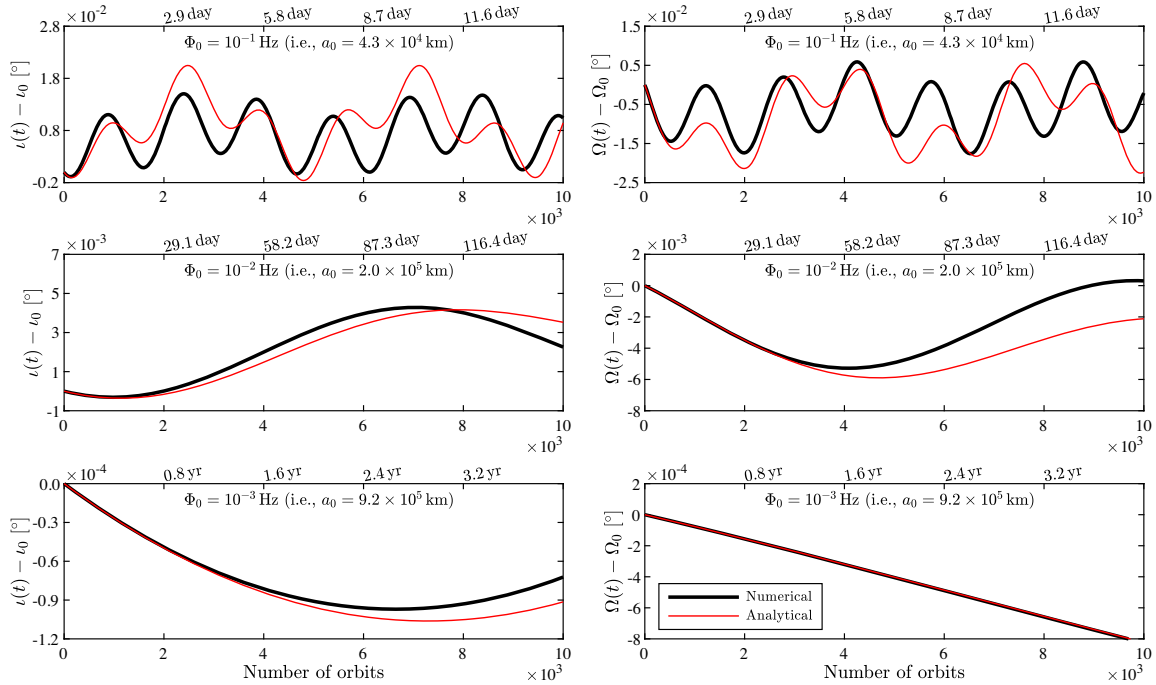 ×10⁻² 2.9 day 5.8 day 8.7 day 11.6 day
2.8
Φ₀ = 10⁻¹ Hz (i.e., a₀ = 4.3 × 10⁴ km)
1.8
0.8
-0.2
ι(t) − ι₀ [°]
0 2 4 6 8 10
×10³
×10⁻² 2.9 day 5.8 day 8.7 day 11.6 day
1.5
Φ₀ = 10⁻¹ Hz (i.e., a₀ = 4.3 × 10⁴ km)
0.5
-0.5
-1.5
-2.5
Ω(t) − Ω₀ [°]
0 2 4 6 8 10
×10³
×10⁻³ 29.1 day 58.2 day 87.3 day 116.4 day
7
Φ₀ = 10⁻² Hz (i.e., a₀ = 2.0 × 10⁵ km)
5
3
1
-1
ι(t) − ι₀ [°]
0 2 4 6 8 10
×10³
×10⁻³ 29.1 day 58.2 day 87.3 day 116.4 day
2
Φ₀ = 10⁻² Hz (i.e., a₀ = 2.0 × 10⁵ km)
0
-2
-4
-6
-8
Ω(t) − Ω₀ [°]
0 2 4 6 8 10
×10³
×10⁻⁴ 0.8 yr 1.6 yr 2.4 yr 3.2 yr
0.0
Φ₀ = 10⁻³ Hz (i.e., a₀ = 9.2 × 10⁵ km)
-0.3
-0.6
-0.9
-1.2
ι(t) − ι₀ [°]
0 2 4 6 8 10
Number of orbits
×10³
×10⁻⁴ 0.8 yr 1.6 yr 2.4 yr 3.2 yr
2
Φ₀ = 10⁻³ Hz (i.e., a₀ = 9.2 × 10⁵ km)
0
-2
-4
-6
-8
Ω(t) − Ω₀ [°]
Numerical
Analytical
0 2 4 6 8 10
Number of orbits
×10³